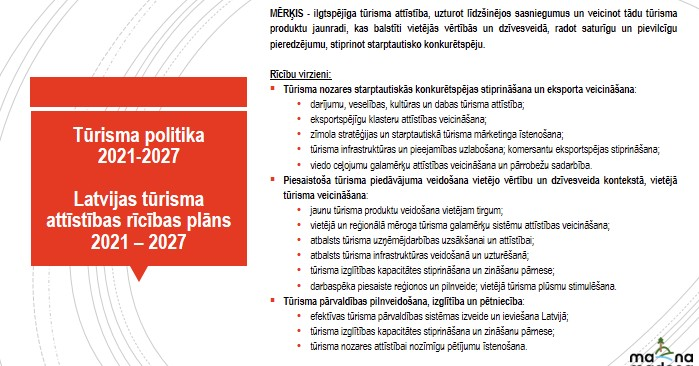 MĒRĶIS - ilgtspējīga tūrisma attīstība, uzturot līdzšinējos sasniegumus un veicinot tādu tūrisma
produktu jaunradi, kas balstīti vietējās vērtībās un dzīvesveidā, radot saturīgu un pievilcīgu
pieredzējumu, stiprinot starptautisko konkurētspēju.
Rīcību virzieni:
Tūrisma nozares starptautiskās konkurētspējas stiprināšana un eksporta veicināšana:
darījumu, veselības, kultūras un dabas tūrisma attīstība;
eksportspējīgu klasteru attīstības veicināšana;
zīmola stratēģijas un starptautiskā tūrisma mārketinga īstenošana;
tūrisma infrastruktūras un pieejamības uzlabošana; komersantu eksportspējas stiprināšana;
viedo ceļojumu galamērķu attīstības veicināšana un pārrobežu sadarbība.
Piesaistoša tūrisma piedāvājuma veidošana vietējo vērtību un dzīvesveida kontekstā, vietējā
tūrisma veicināšana:
jaunu tūrisma produktu veidošana vietējam tirgum;
vietējā un reģionālā mēroga tūrisma galamērķu sistēmu attīstības veicināšana;
atbalsts tūrisma uzņēmējdarbības uzsākšanai un attīstībai;
atbalsts tūrisma infrastruktūras veidošanā un uzturēšanā;
tūrisma izglītības kapacitātes stiprināšana un zināšanu pārnese;
darbaspēka piesaiste reģionos un pilnveide; vietējā tūrisma plūsmu stimulēšana.
Tūrisma pārvaldības pilnveidošana, izglītība un pētniecība:
efektīvas tūrisma pārvaldības sistēmas izveide un ieviešana Latvijā;
tūrisma izglītības kapacitātes stiprināšana un zināšanu pārnese;
tūrisma nozares attīstībai nozīmīgu pētījumu īstenošana.
Tūrisma politika
2021-2027
Latvijas tūrisma
attīstības rīcības plāns
2021 – 2027